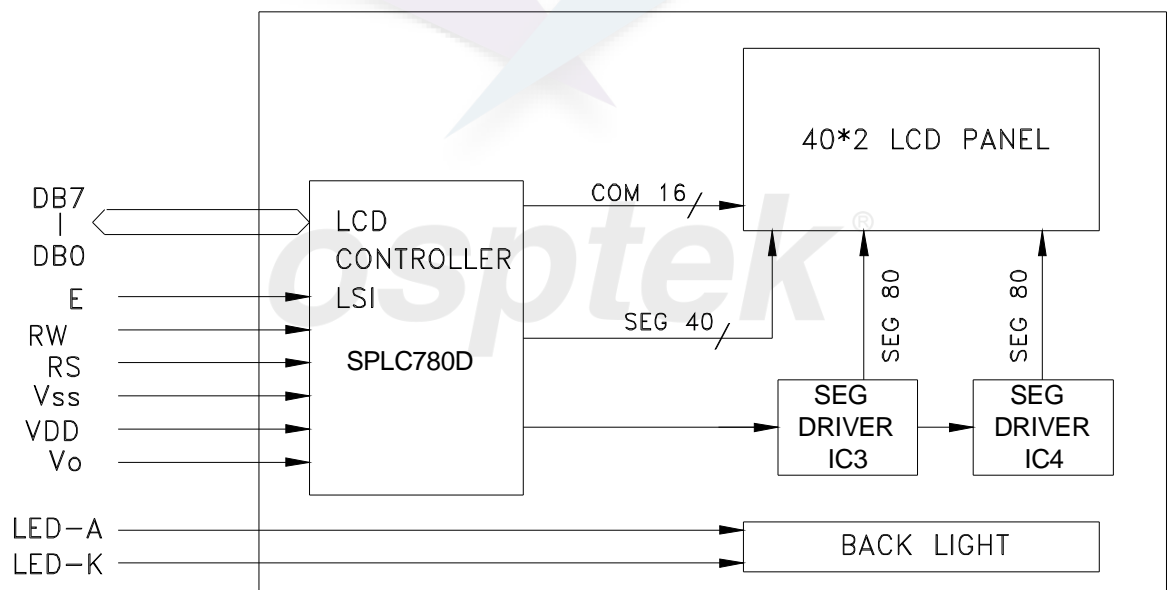 40*2 LCD PANEL
DB7
|
DB0
E
RW
RS
Vss
VDD
Vo
LED-A
LED-K
LCD
CONTROLLER
LSI
SPLC780D
COM 16
SEG 40
SEG 80
SEG 80
SEG
DRIVER
IC3
SEG
DRIVER
IC4
BACK LIGHT
osptek®